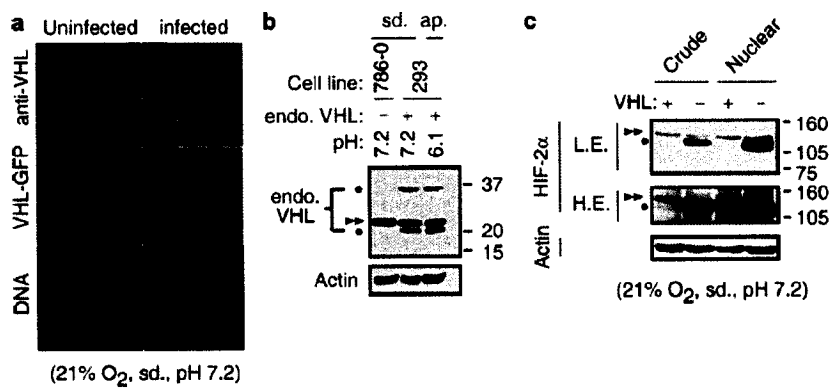 a
Uninfected infected
anti-VHL
VHL-GFP
DNA
(21% O₂, sd., pH 7.2)
b
sd. ap.
Cell line: 786-0 293
endo. VHL: - + +
pH: 7.2 7.2 6.1
endo. VHL
37
20
15
Actin
c
Crude Nuclear
VHL: + - + -
HIF-2α
L.E.
160
105
75
H.E.
160
105
Actin
(21% O₂, sd., pH 7.2)